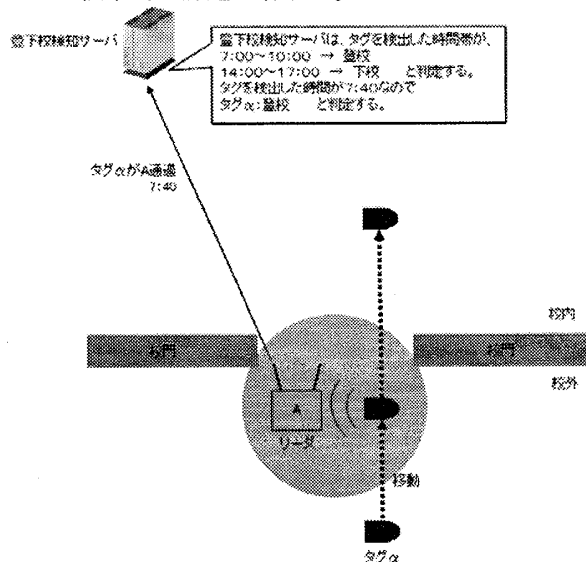 登下校検知サーバ
登下校検知サーバは、タグを検出した時間帯が、
7:00~10:00 → 登校
14:00~17:00 → 下校 と判定する。
タグを検出した時間が7:40なので
タグα:登校 と判定する。
タグαがA通過
7:40
校内
校門
校門
校外
A
リーダ
移動
タグα